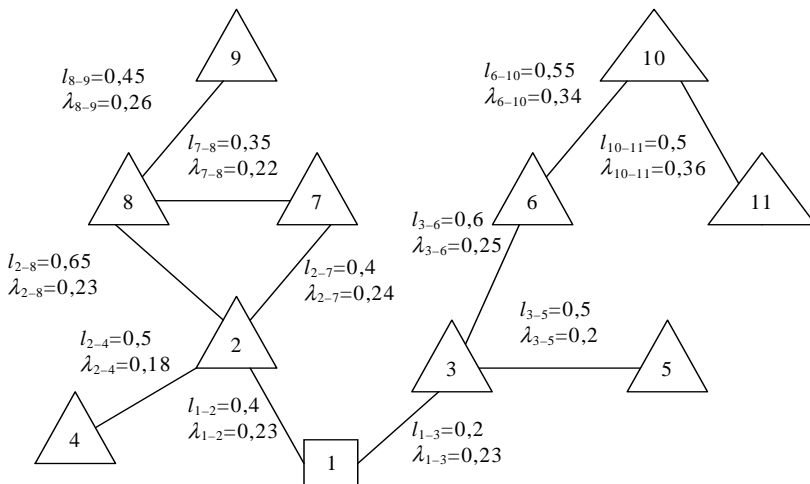 9
10
l8–9=0,45
λ8–9=0,26
l6–10=0,55
λ6–10=0,34
l7–8=0,35
λ7–8=0,22
l10–11=0,5
λ10–11=0,36
8
7
6
11
l3–6=0,6
λ3–6=0,25
l2–8=0,65
λ2–8=0,23
l2–7=0,4
λ2–7=0,24
l3–5=0,5
λ3–5=0,2
l2–4=0,5
λ2–4=0,18
2
3
5
4
l1–2=0,4
λ1–2=0,23
1
l1–3=0,2
λ1–3=0,23